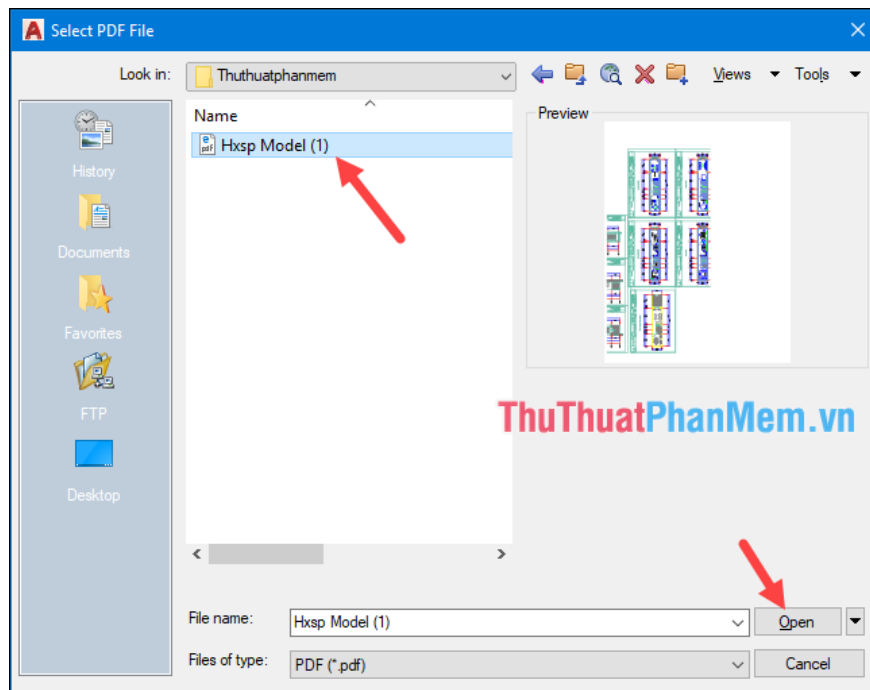 Select PDF File
Look in: Thuthuatphanmem Views Tools
Name
Hxsp Model (1)
Preview
History
Documents
Favorites
FTP
Desktop
ThuThuatPhanMem.vn
File name: Hxsp Model (1) Open
Files of type: PDF (*.pdf) Cancel